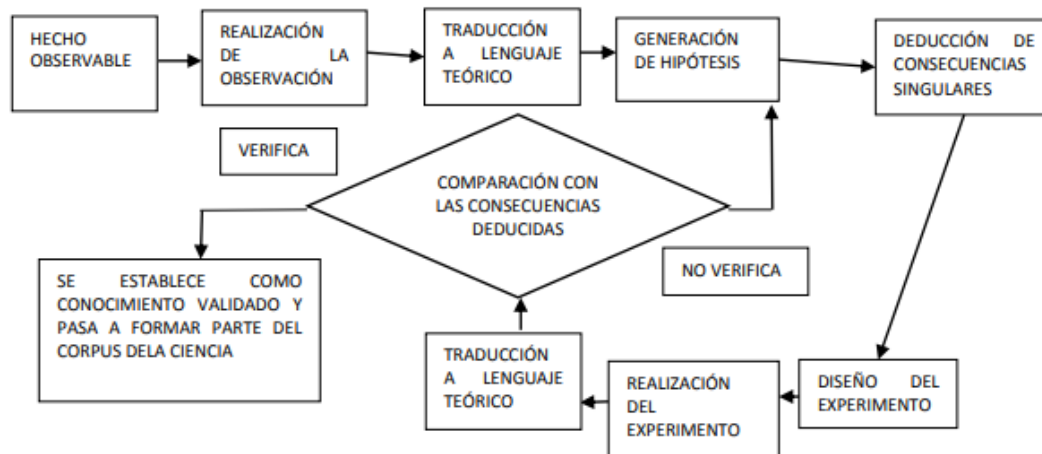 HECHO
OBSERVABLE
REALIZACIÓN
DE LA
OBSERVACIÓN
TRADUCCIÓN
A LENGUAJE
TEÓRICO
GENERACIÓN
DE HIPÓTESIS
DEDUCCIÓN DE
CONSECUENCIAS
SINGULARES
VERIFICA
COMPARACIÓN CON
LAS CONSECUENCIAS
DEDUCIDAS
NO VERIFICA
SE ESTABLECE COMO
CONOCIMIENTO VALIDADO Y
PASA A FORMAR PARTE DEL
CORPUS DELA CIENCIA
TRADUCCIÓN
A LENGUAJE
TEÓRICO
REALIZACIÓN
DEL
EXPERIMENTO
DISEÑO DEL
EXPERIMENTO